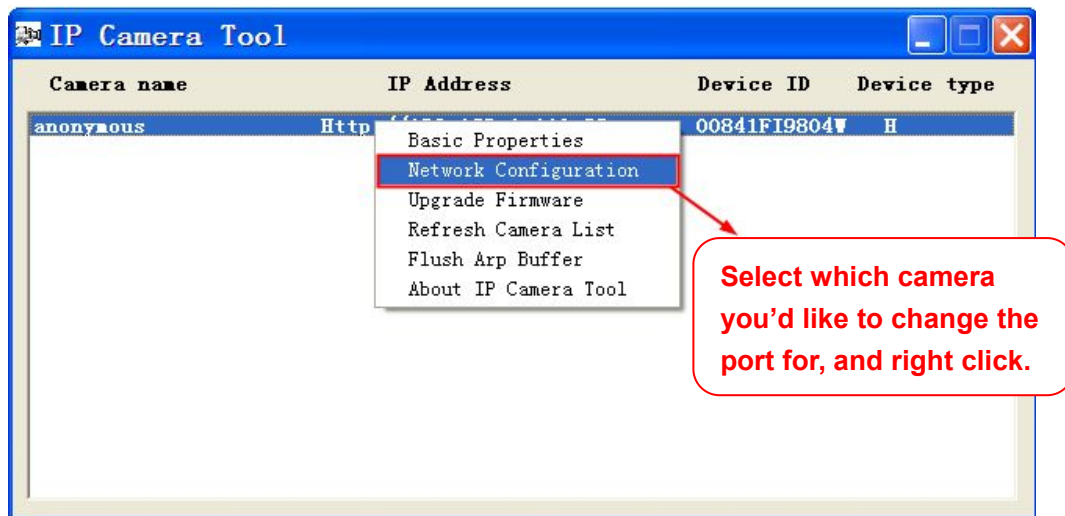 IP Camera Tool
Camera name IP Address Device ID Device type
anonymous Http 00841FI9804W H
Basic Properties
Network Configuration
Upgrade Firmware
Refresh Camera List
Flush Arp Buffer
About IP Camera Tool
Select which camera
you’d like to change the
port for, and right click.